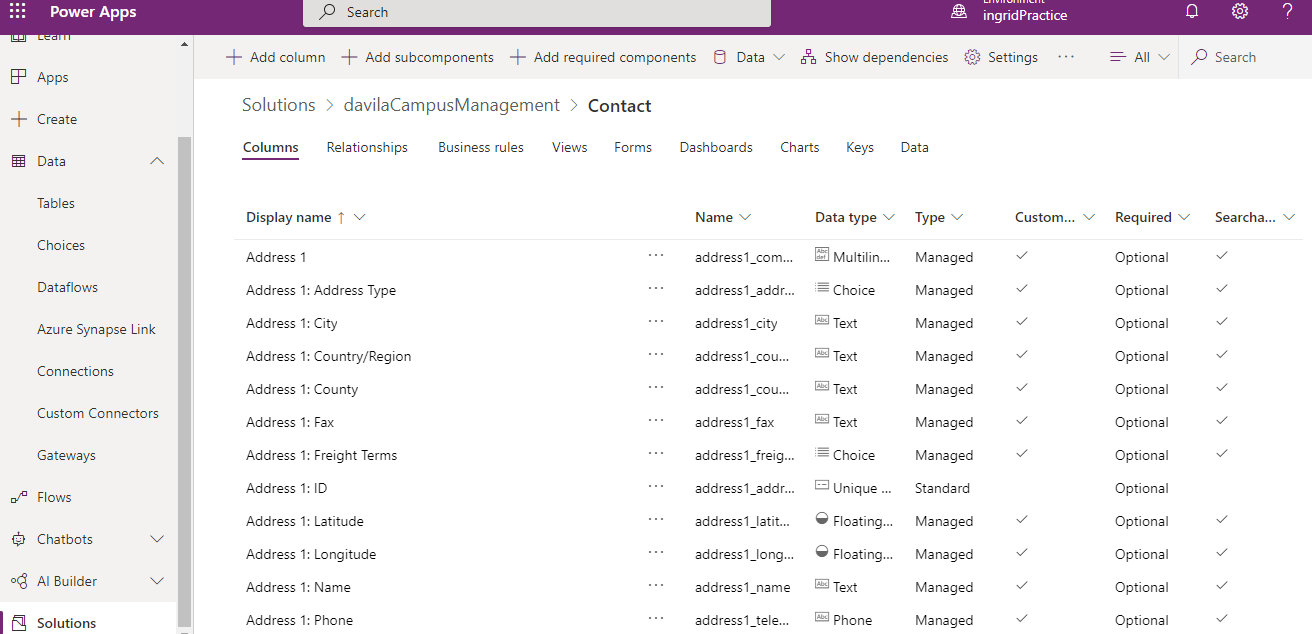 Power Apps
Search
Environment
ingridPractice
Learn
Apps
Create
Data
Tables
Choices
Dataflows
Azure Synapse Link
Connections
Custom Connectors
Gateways
Flows
Chatbots
AI Builder
Solutions
Add column Add subcomponents Add required components Data Show dependencies Settings ... All Search
Solutions > davilaCampusManagement > Contact
Columns Relationships Business rules Views Forms Dashboards Charts Keys Data
Display name ↑ Name Data type Type Custom... Required Searcha...
Address 1 ... address1_com... Multilin... Managed ✓ Optional ✓
Address 1: Address Type ... address1_addr... Choice Managed ✓ Optional ✓
Address 1: City ... address1_city Text Managed ✓ Optional ✓
Address 1: Country/Region ... address1_cou... Text Managed ✓ Optional ✓
Address 1: County ... address1_cou... Text Managed ✓ Optional ✓
Address 1: Fax ... address1_fax Text Managed ✓ Optional ✓
Address 1: Freight Terms ... address1_freig... Choice Managed ✓ Optional ✓
Address 1: ID ... address1_addr... Unique ... Standard Optional
Address 1: Latitude ... address1_latit... Floating... Managed ✓ Optional ✓
Address 1: Longitude ... address1_long... Floating... Managed ✓ Optional ✓
Address 1: Name ... address1_name Text Managed ✓ Optional ✓
Address 1: Phone ... address1_tele... Phone Managed ✓ Optional ✓